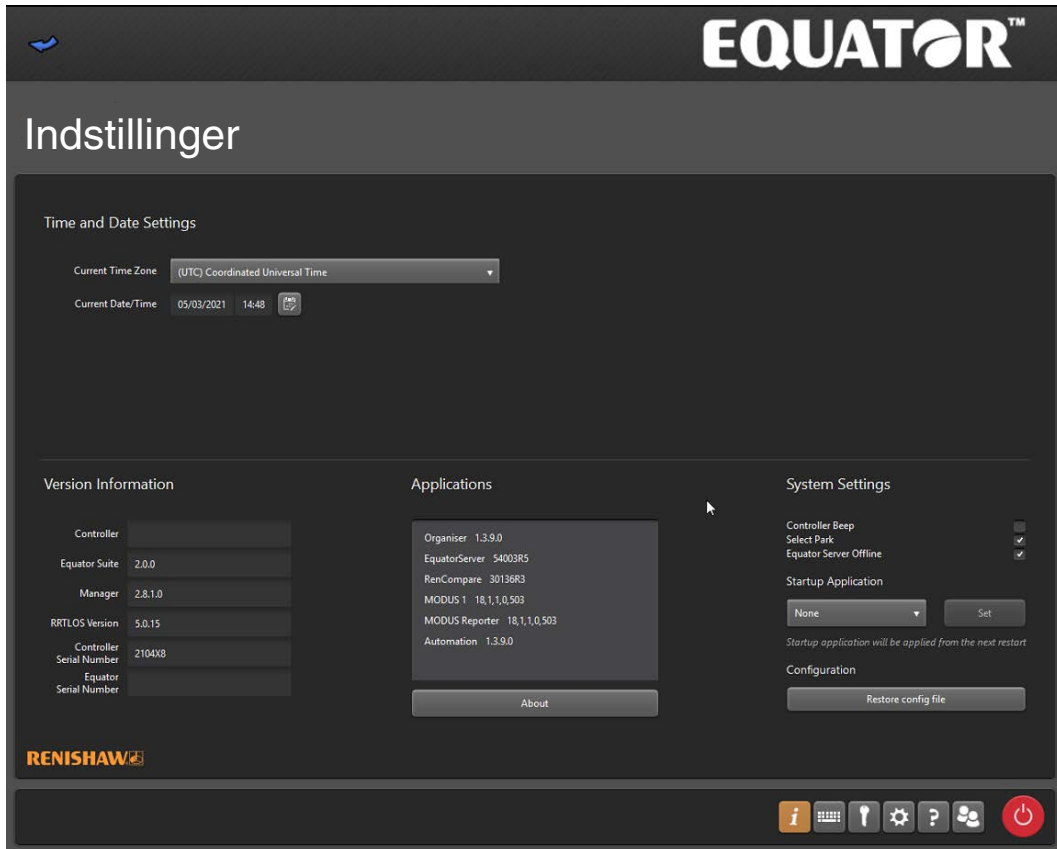 EQUATOR™
Indstillinger
Time and Date Settings
Current Time Zone (UTC) Coordinated Universal Time
Current Date/Time 05/03/2021 14:48
Version Information
Controller
Equator Suite 2.0.0
Manager 2.8.1.0
RRTLOS Version 5.0.15
Controller
Serial Number 2104X8
Equator
Serial Number
Applications
Organiser 1.3.9.0
EquatorServer 54003R5
RenCompare 30136R3
MODUS 1 18,1,1,0,503
MODUS Reporter 18,1,1,0,503
Automation 1.3.9.0
About
System Settings
Controller Beep
Select Park
Equator Server Offline
Startup Application
None Set
Startup application will be applied from the next restart
Configuration
Restore config file
RENISHAW
i ?